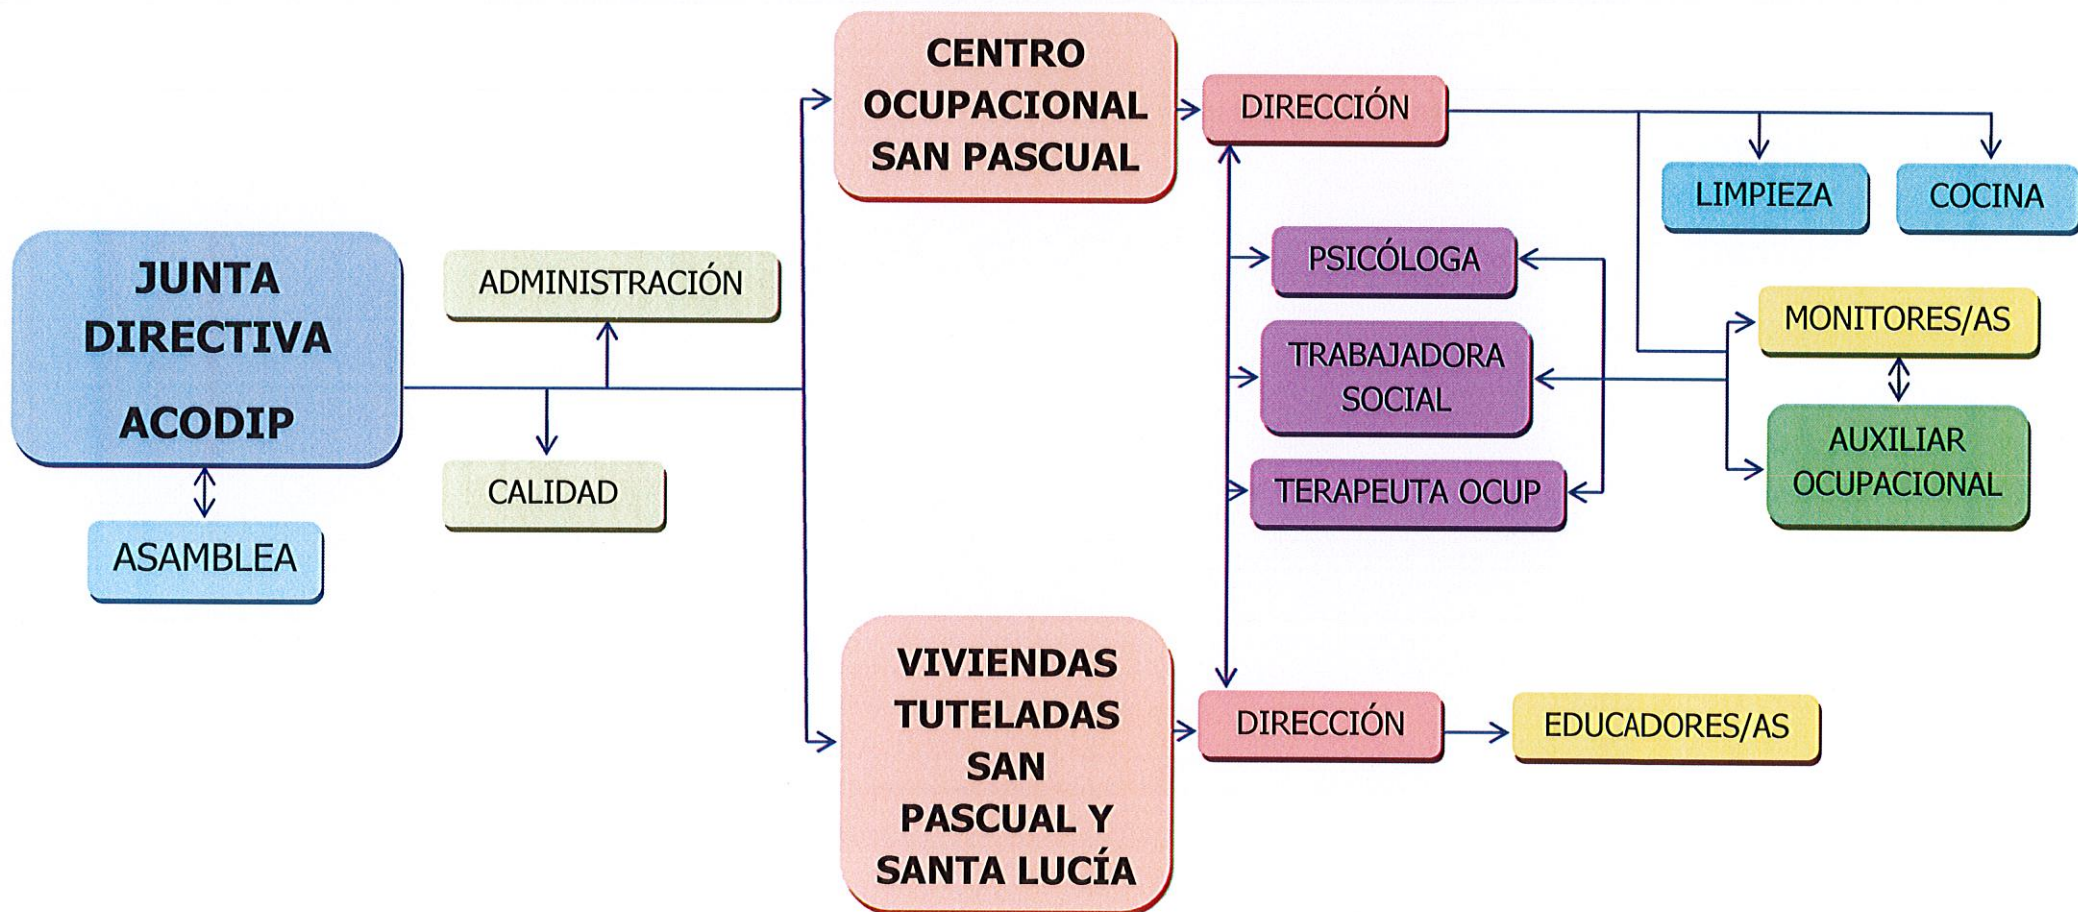 JUNTA
DIRECTIVA
ACODIP
ASAMBLEA
ADMINISTRACIÓN
CALIDAD
CENTRO
OCUPACIONAL
SAN PASCUAL
DIRECCIÓN
LIMPIEZA
COCINA
PSICÓLOGA
TRABAJADORA
SOCIAL
TERAPEUTA OCUP
MONITORES/AS
AUXILIAR
OCUPACIONAL
VIVIENDAS
TUTELADAS
SAN
PASCUAL Y
SANTA LUCÍA
DIRECCIÓN
EDUCADORES/AS